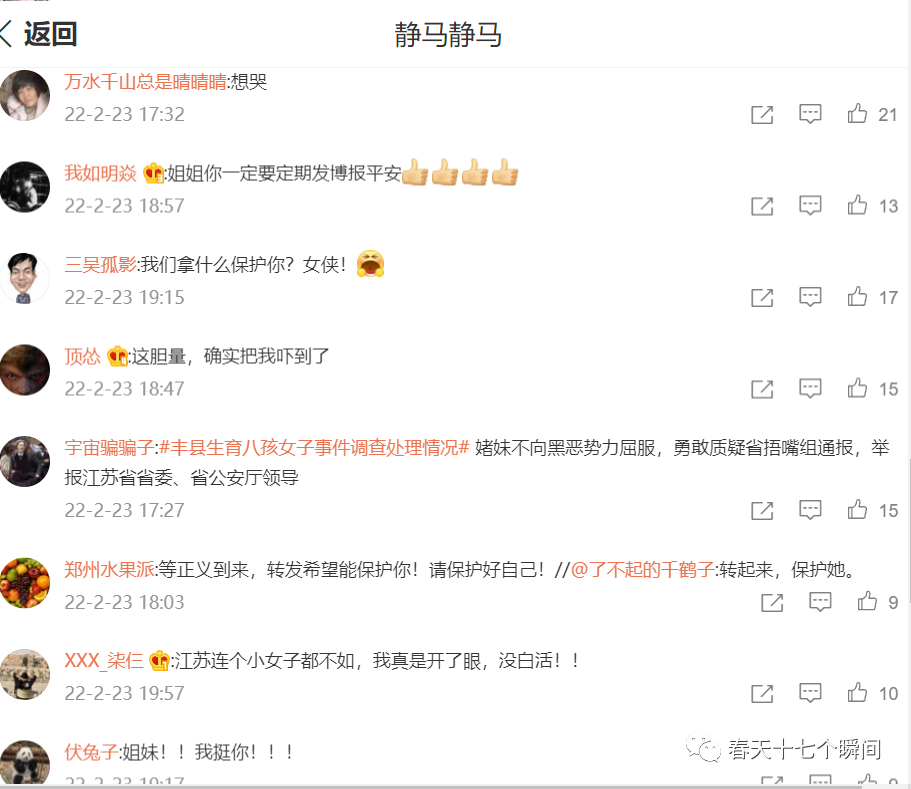 返回
静马静马
万水千山总是晴晴晴:想哭
22-2-23 17:32
21
我如明焱:姐姐你一定要定期发博报平安
22-2-23 18:57
13
三吴孤影:我们拿什么保护你？女侠！
22-2-23 19:15
17
顶怂:这胆量，确实把我吓到了
22-2-23 18:47
15
宇宙骗骗子:#丰县生育八孩女子事件调查处理情况# 姥妹不向黑恶势力屈服，勇敢质疑省捂嘴组通报，举
报江苏省省委、省公安厅领导
22-2-23 17:27
15
郑州水果派:等正义到来，转发希望能保护你！请保护好自己！//@了不起的千鹤子:转起来，保护她。
22-2-23 18:03
9
XXX_柒仨:江苏连个小女子都不如，我真是开了眼，没白活！！
22-2-23 19:57
10
伏兔子:姐妹！！我挺你！！！
春天十七个瞬间
22-2-23 19:17